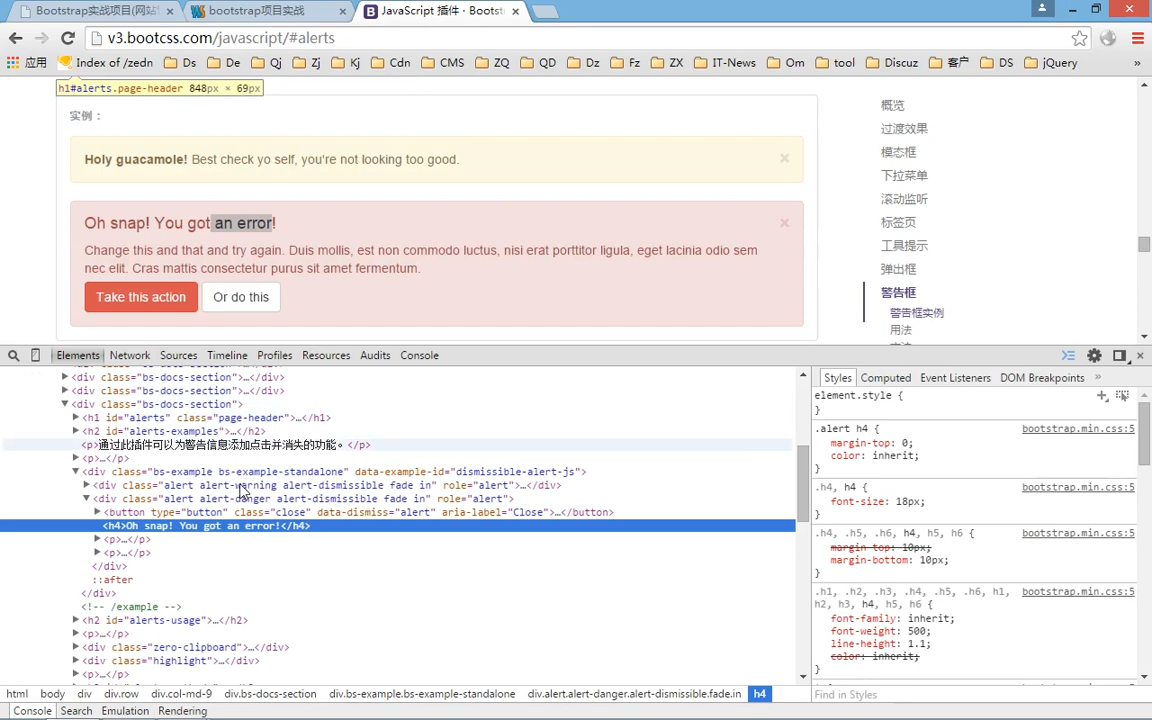 Bootstrap实战项目(网站
bootstrap项目实战
JavaScript 插件 · Bootst
v3.bootcss.com/javascript/#alerts
应用 Index of /zedn Ds De Qj Zj Kj Cdn CMS ZQ QD Dz Fz ZX IT-News Om tool Discuz 客户 DS jQuery »
h1#alerts.page-header 848px × 69px
实例：
Holy guacamole! Best check yo self, you're not looking too good. ×
Oh snap! You got an error! ×
Change this and that and try again. Duis mollis, est non commodo luctus, nisi erat porttitor ligula, eget lacinia odio sem
nec elit. Cras mattis consectetur purus sit amet fermentum.
Take this action Or do this
概览
过渡效果
模态框
下拉菜单
滚动监听
标签页
工具提示
弹出框
警告框
警告框实例
用法
Elements Network Sources Timeline Profiles Resources Audits Console
<div class="bs-docs-section">…</div>
<div class="bs-docs-section">…</div>
<div class="bs-docs-section">
<h1 id="alerts" class="page-header">…</h1>
<h2 id="alerts-examples">…</h2>
<p>通过此插件可以为警告信息添加点击并消失的功能。</p>
<p>…</p>
<div class="bs-example bs-example-standalone" data-example-id="dismissible-alert-js">
<div class="alert alert-warning alert-dismissible fade in" role="alert">…</div>
<div class="alert alert-danger alert-dismissible fade in" role="alert">
<button type="button" class="close" data-dismiss="alert" aria-label="Close">…</button>
<h4>Oh snap! You got an error!</h4>
<p>…</p>
<p>…</p>
</div>
::after
</div>
<!-- /example -->
<h2 id="alerts-usage">…</h2>
<p>…</p>
<div class="zero-clipboard">…</div>
<div class="highlight">…</div>
<p>…</p>
html body div div.row div.col-md-9 div.bs-docs-section div.bs-example.bs-example-standalone div.alert.alert-danger.alert-dismissible.fade.in h4
Console Search Emulation Rendering
Styles Computed Event Listeners DOM Breakpoints »
element.style {
}
.alert h4 { bootstrap.min.css:5
margin-top: 0;
color: inherit;
}
.h4, h4 { bootstrap.min.css:5
font-size: 18px;
}
.h4, .h5, .h6, h4, h5, h6 { bootstrap.min.css:5
margin-top: 10px;
margin-bottom: 10px;
}
.h1, .h2, .h3, .h4, .h5, .h6, h1, bootstrap.min.css:5
h2, h3, h4, h5, h6 {
font-family: inherit;
font-weight: 500;
line-height: 1.1;
color: inherit;
}
Find in Styles